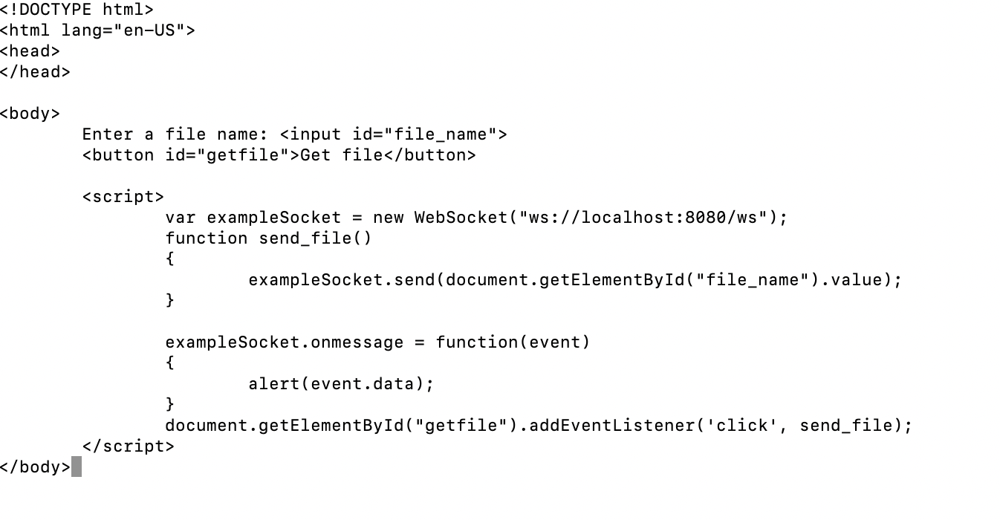 <!DOCTYPE html>
<html lang="en-US">
<head>
</head>
<body>
Enter a file name: <input id="file_name">
<button id="getfile">Get file</button>
<script>
var exampleSocket = new WebSocket("ws://localhost:8080/ws");
function send_file()
{
exampleSocket.send(document.getElementById("file_name").value);
}
exampleSocket.onmessage = function(event)
{
alert(event.data);
}
document.getElementById("getfile").addEventListener('click', send_file);
</script>
</body>